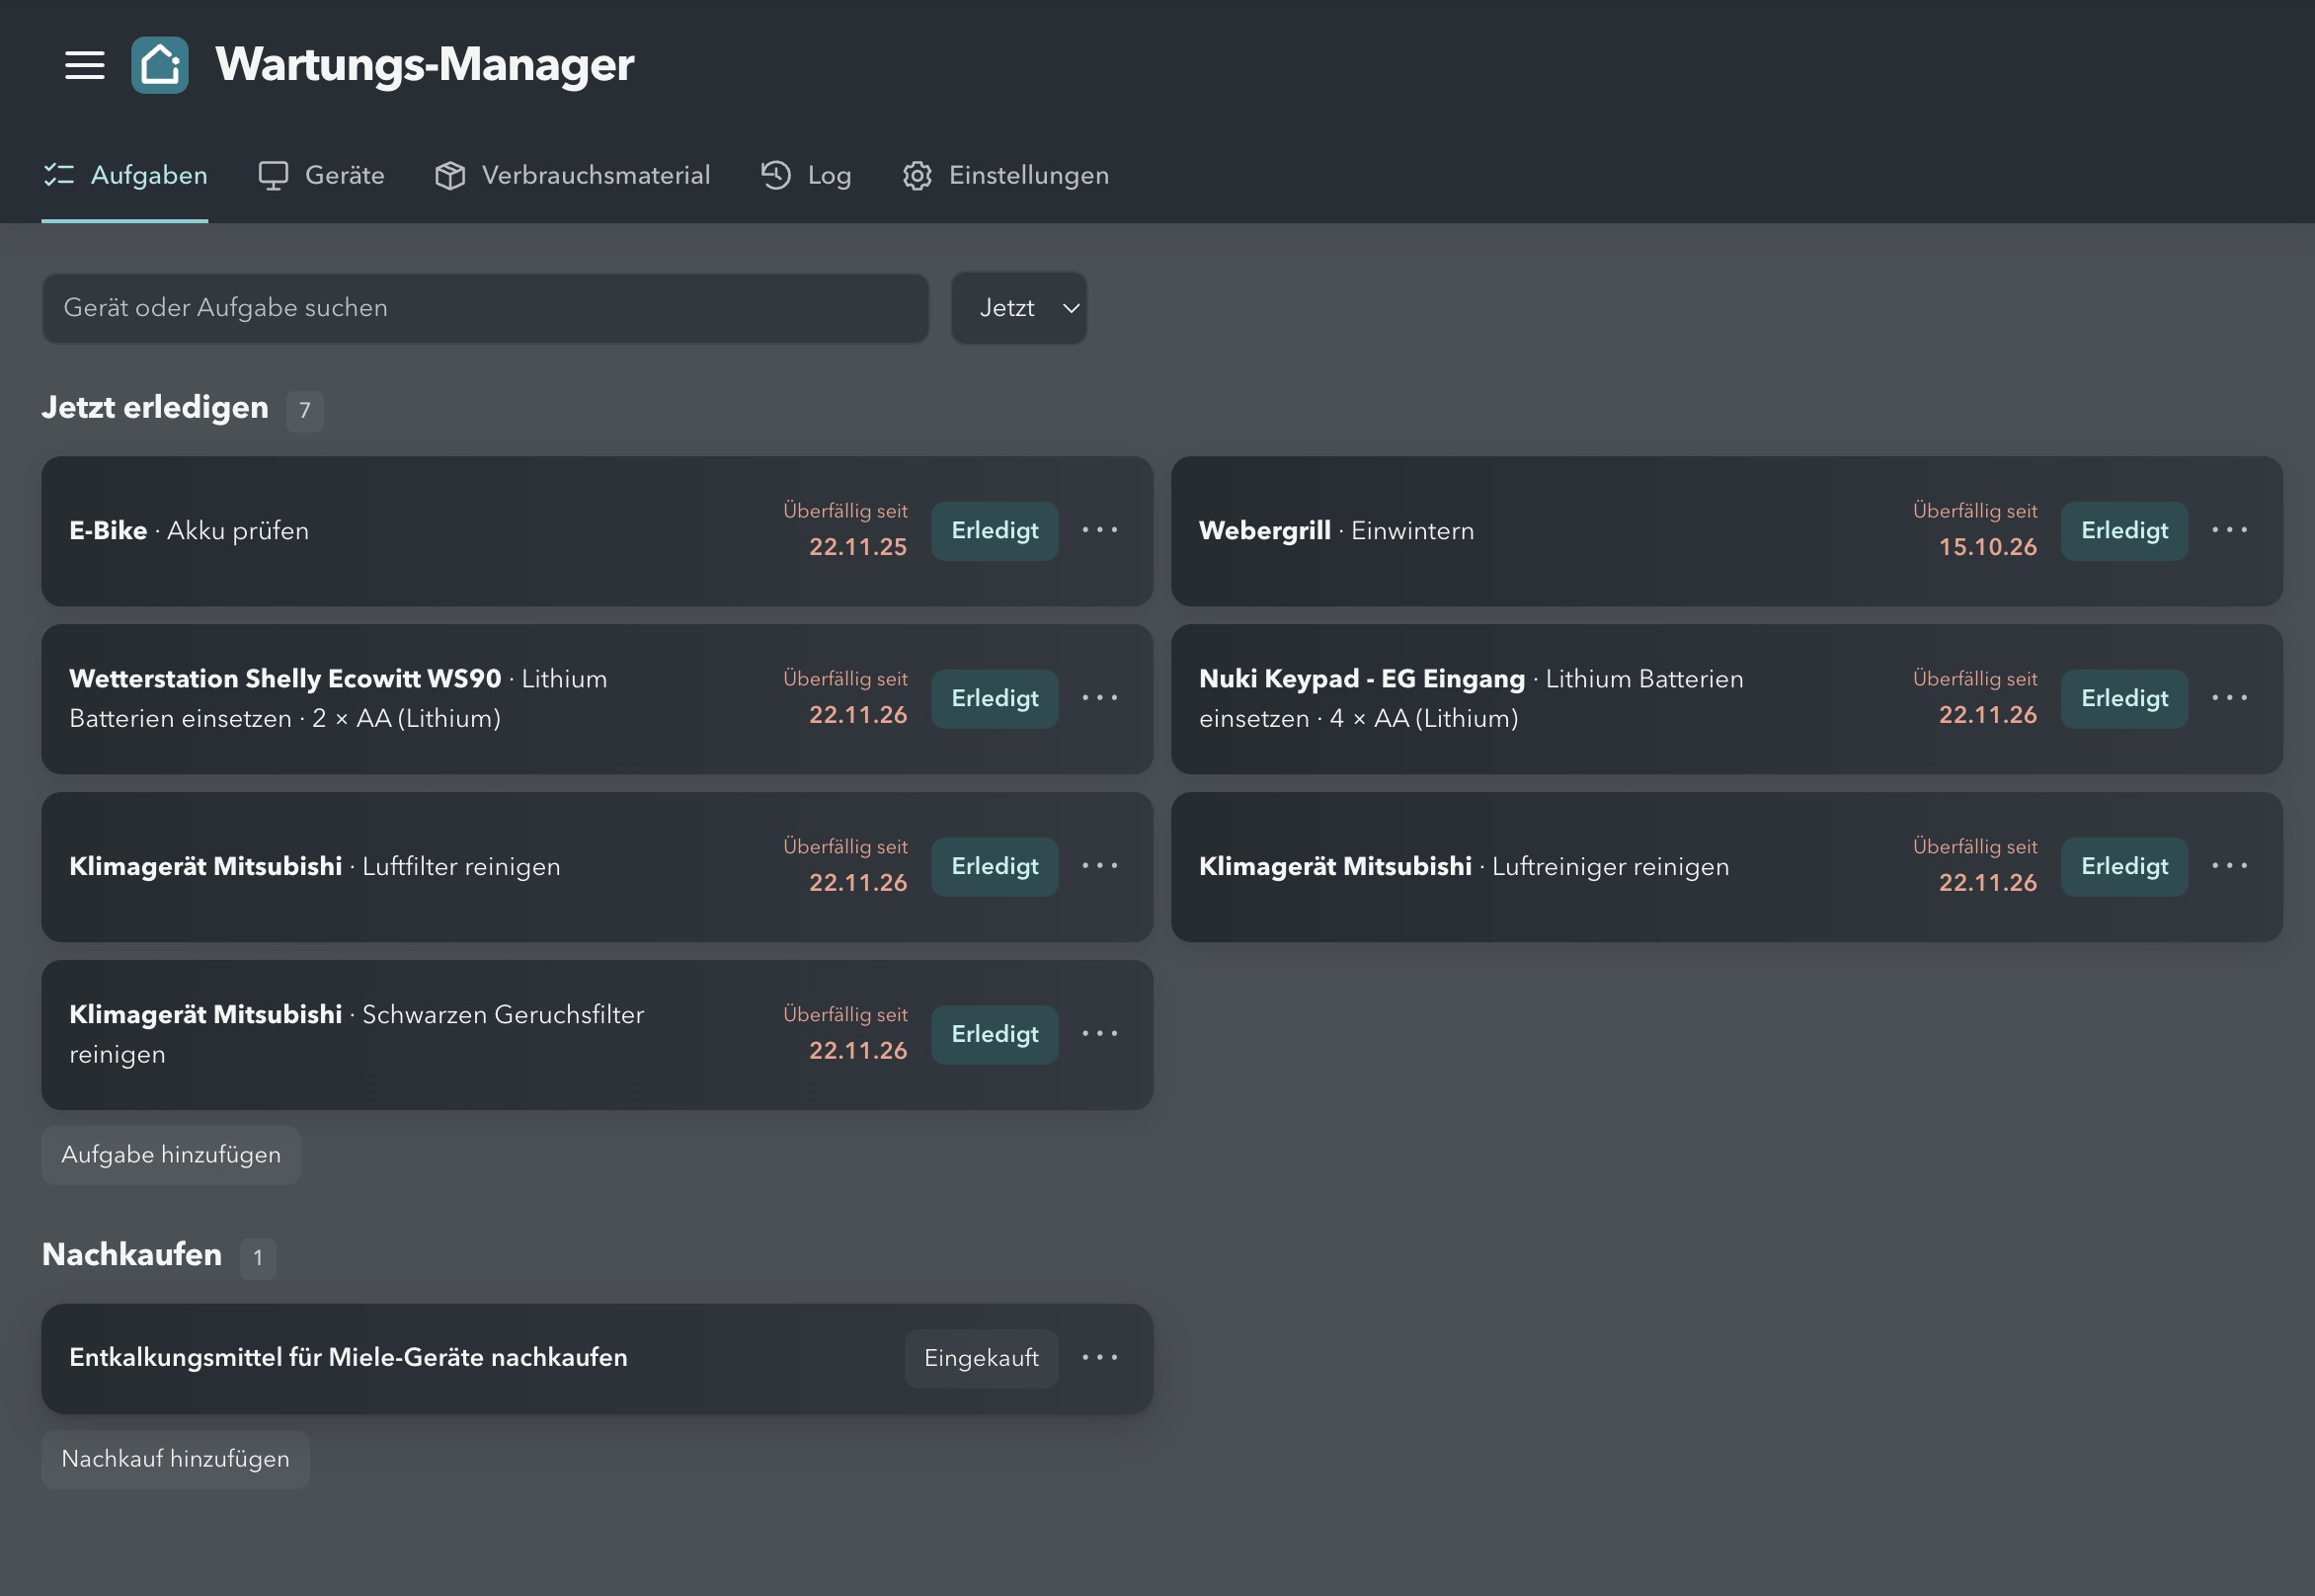 Wartungs-Manager
Aufgaben
Geräte
Verbrauchsmaterial
Log
Einstellungen
Gerät oder Aufgabe suchen
Jetzt
Jetzt erledigen 7
E-Bike · Akku prüfen
Überfällig seit
22.11.25
Erledigt
Webergrill · Einwintern
Überfällig seit
15.10.26
Erledigt
Wetterstation Shelly Ecowitt WS90 · Lithium
Batterien einsetzen · 2 × AA (Lithium)
Überfällig seit
22.11.26
Erledigt
Nuki Keypad - EG Eingang · Lithium Batterien
einsetzen · 4 × AA (Lithium)
Überfällig seit
22.11.26
Erledigt
Klimagerät Mitsubishi · Luftfilter reinigen
Überfällig seit
22.11.26
Erledigt
Klimagerät Mitsubishi · Luftreiniger reinigen
Überfällig seit
22.11.26
Erledigt
Klimagerät Mitsubishi · Schwarzen Geruchsfilter
reinigen
Überfällig seit
22.11.26
Erledigt
Aufgabe hinzufügen
Nachkaufen 1
Entkalkungsmittel für Miele-Geräte nachkaufen
Eingekauft
Nachkauf hinzufügen